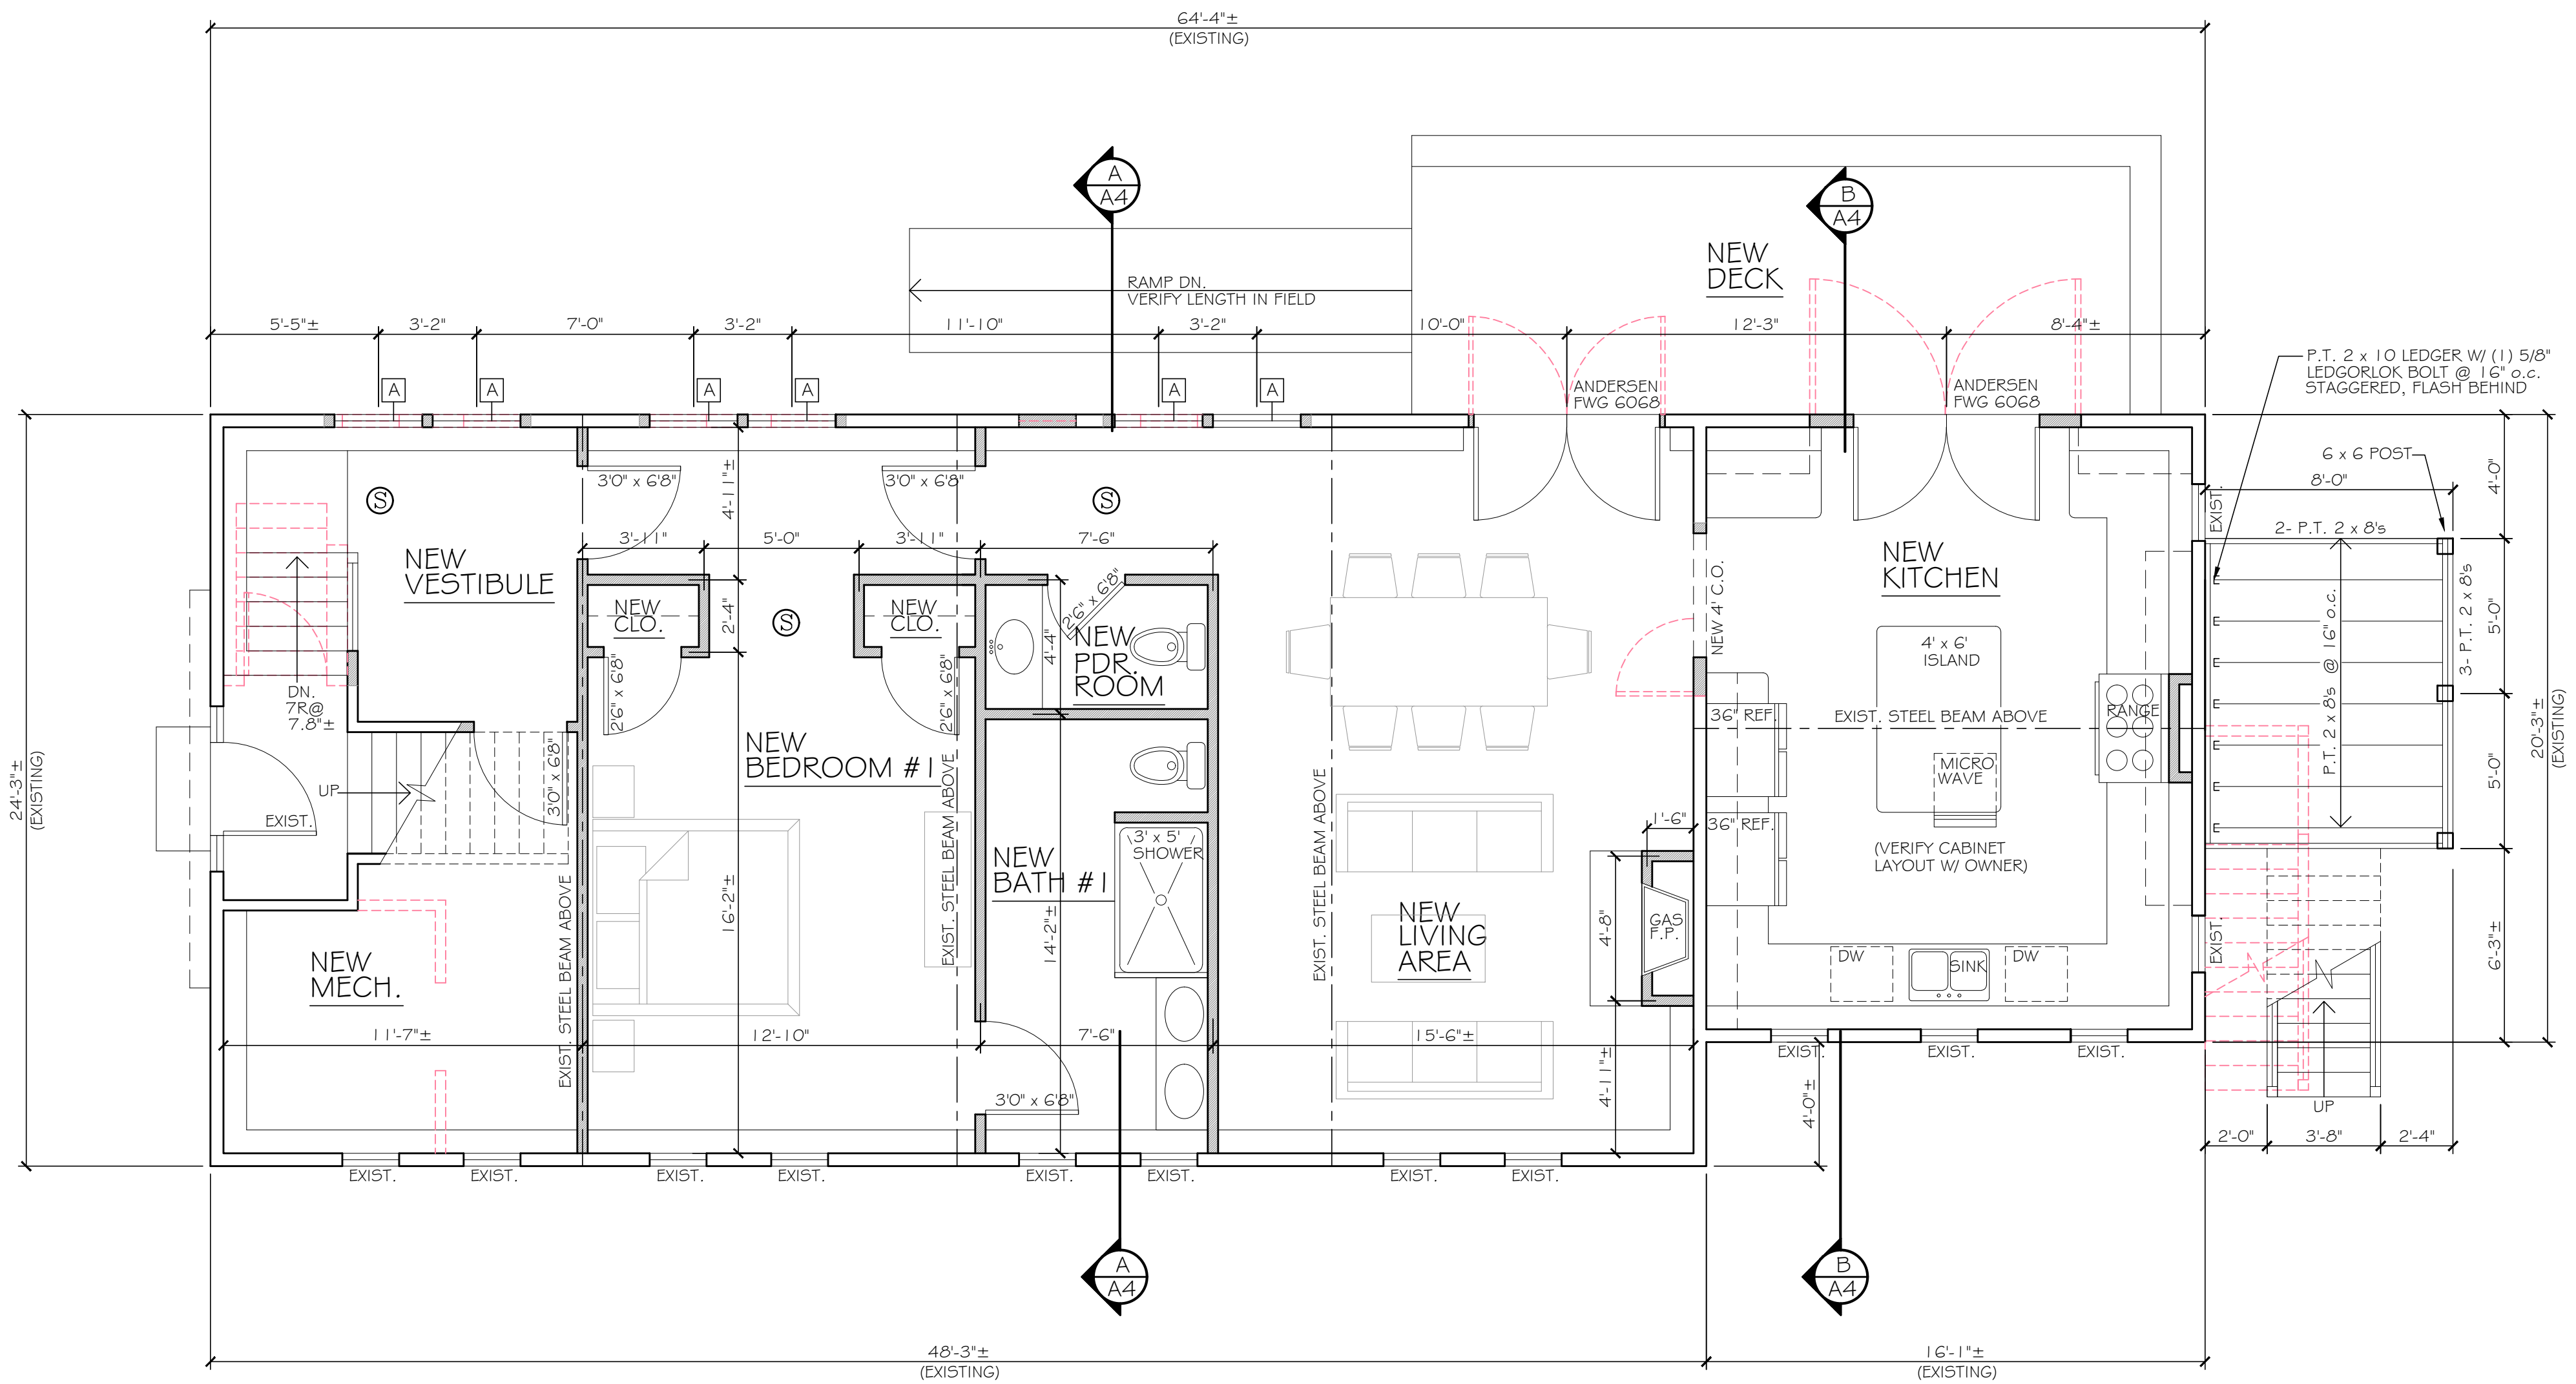 64'-4"±
(EXISTING)
A
A4
B
A4
NEW
DECK
RAMP DN.
VERIFY LENGTH IN FIELD
5'-5"±
3'-2"
7'-0"
3'-2"
11'-10"
3'-2"
10'-0"
12'-3"
8'-4"±
A
A
A
A
A
A
ANDERSEN
FWG 6068
ANDERSEN
FWG 6068
P.T. 2 x 10 LEDGER W/ (1) 5/8"
LEDGORLOK BOLT @ 16" o.c.
STAGGERED, FLASH BEHIND
6 x 6 POST
8'-0"
4'-0"
EXIST.
2- P.T. 2 x 8's
3- P.T. 2 x 8's
P.T. 2 x 8's @ 16" o.c.
5'-0"
5'-0"
6'-3"±
20'-3"±
(EXISTING)
24'-3"±
(EXISTING)
S
S
S
3'0" x 6'8"
3'0" x 6'8"
4'-11"±
3'-11"
5'-0"
3'-11"
7'-6"
NEW
VESTIBULE
NEW
CLO.
2'-4"
NEW
CLO.
2'6" x 6'8"
4'-4"
NEW
PDR.
ROOM
2'6" x 6'8"
2'6" x 6'8"
NEW 4' C.O.
NEW
KITCHEN
4' x 6'
ISLAND
DN.
7R@
7.8"±
36" REF.
EXIST. STEEL BEAM ABOVE
RANGE
NEW
BEDROOM #1
UP
3'0" x 6'8"
EXIST.
MICRO
WAVE
36" REF.
1'-6"
(VERIFY CABINET
LAYOUT W/ OWNER)
EXIST. STEEL BEAM ABOVE
EXIST. STEEL BEAM ABOVE
EXIST. STEEL BEAM ABOVE
16'-2"±
3' x 5'
SHOWER
NEW
BATH #1
14'-2"±
4'-8"
GAS
F.P.
NEW
LIVING
AREA
NEW
MECH.
DW
SINK
DW
EXIST.
11'-7"±
12'-10"
7'-6"
15'-6"±
4'-11"±
3'0" x 6'8"
EXIST.
EXIST.
EXIST.
4'-0"±
UP
2'-0"
3'-8"
2'-4"
EXIST.
EXIST.
EXIST.
EXIST.
EXIST.
EXIST.
EXIST.
EXIST.
A
A4
B
A4
48'-3"±
(EXISTING)
16'-1"±
(EXISTING)